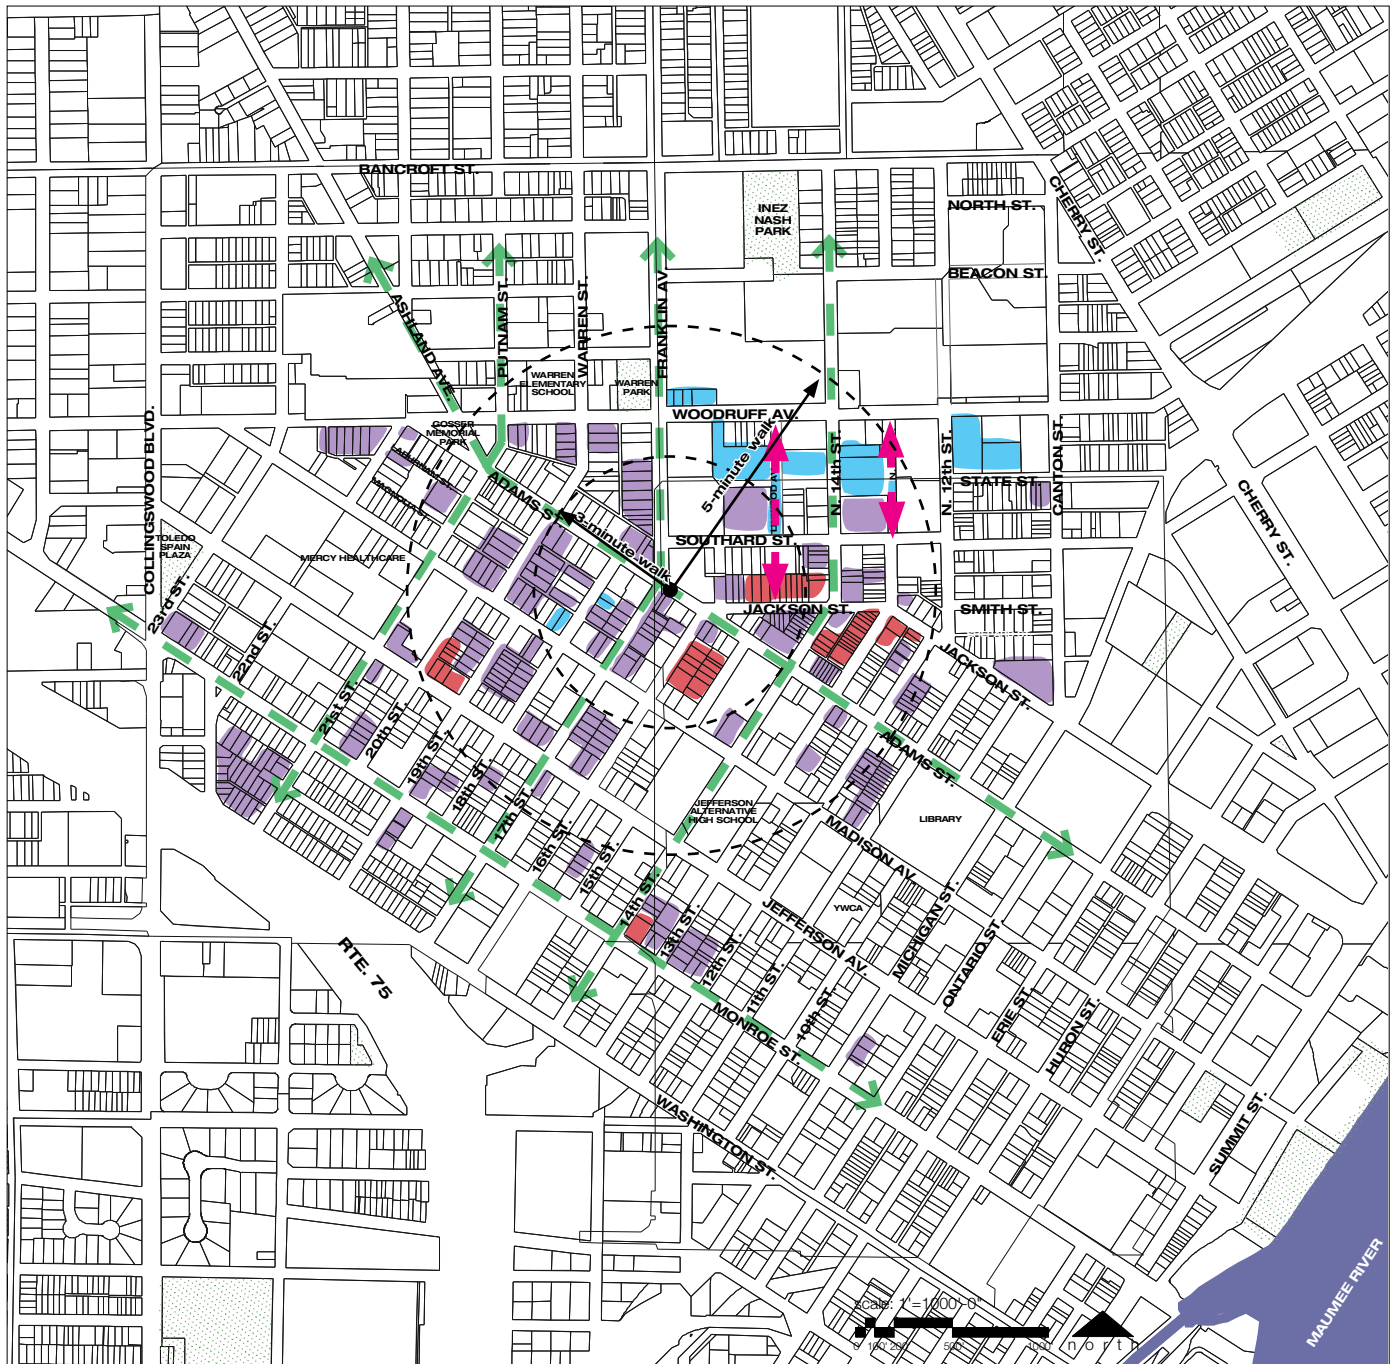 BANCROFT ST.
NORTH ST.
CHERRY ST.
INEZ
NASH
PARK
BEACON ST.
ASHLAND AVE.
PUTNAM ST.
WARREN ST.
FRANKLIN AV.
WARREN
ELEMENTARY
SCHOOL
WARREN
PARK
COLLINGSWOOD BLVD.
GOSSER
MEMORIAL
PARK
WOODRUFF AV.
5-minute walk
N. 14th ST.
N. 12th ST.
CANTON ST.
STATE ST.
MAGNOLIA ST.
ADAMS ST.
CHERRY ST.
3-minute walk
SOUTHARD ST.
TOLEDO
SPAIN
PLAZA
MERCY HEALTHCARE
23rd ST.
JACKSON ST.
SMITH ST.
22nd ST.
JACKSON ST.
21st ST.
20th ST.
19th ST.
18th ST.
17th ST.
16th ST.
15th ST.
14th ST.
13th ST.
12th ST.
11th ST.
10th ST.
ADAMS ST.
JEFFERSON
ALTERNATIVE
HIGH SCHOOL
LIBRARY
MADISON AV.
YWCA
JEFFERSON AV.
MICHIGAN ST.
ONTARIO ST.
ERIE ST.
HURON ST.
RTE. 75
MONROE ST.
WASHINGTON ST.
SUMMIT ST.
MAUMEE RIVER
scale: 1"=1000'-0"
0 100' 200' 500' 1000'
north